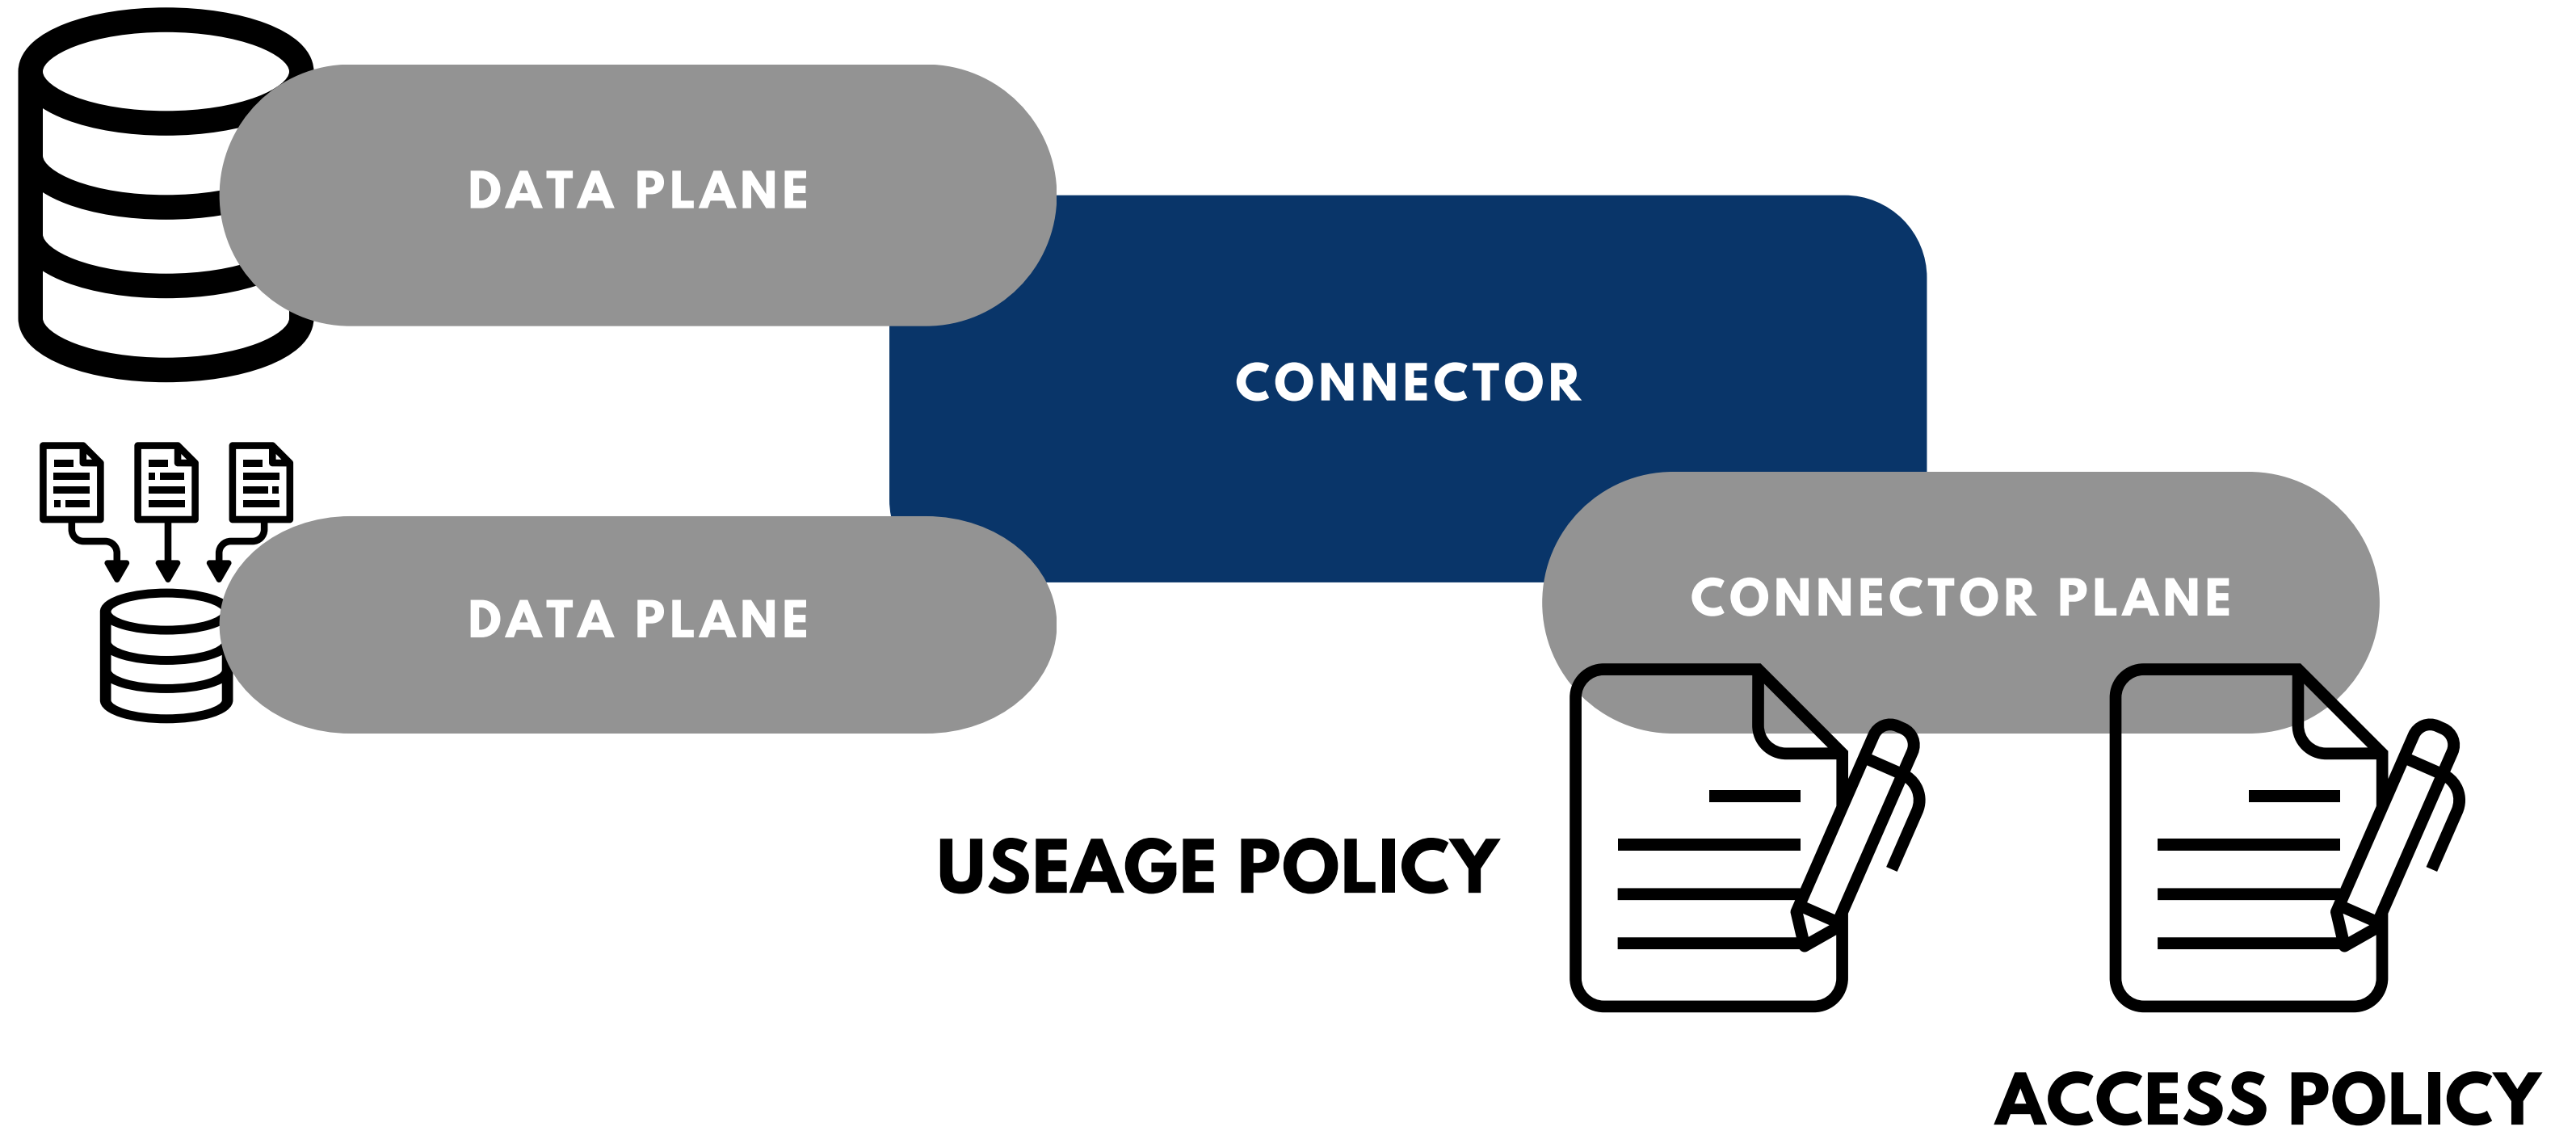 DATA PLANE
CONNECTOR
DATA PLANE
CONNECTOR PLANE
USEAGE POLICY
ACCESS POLICY